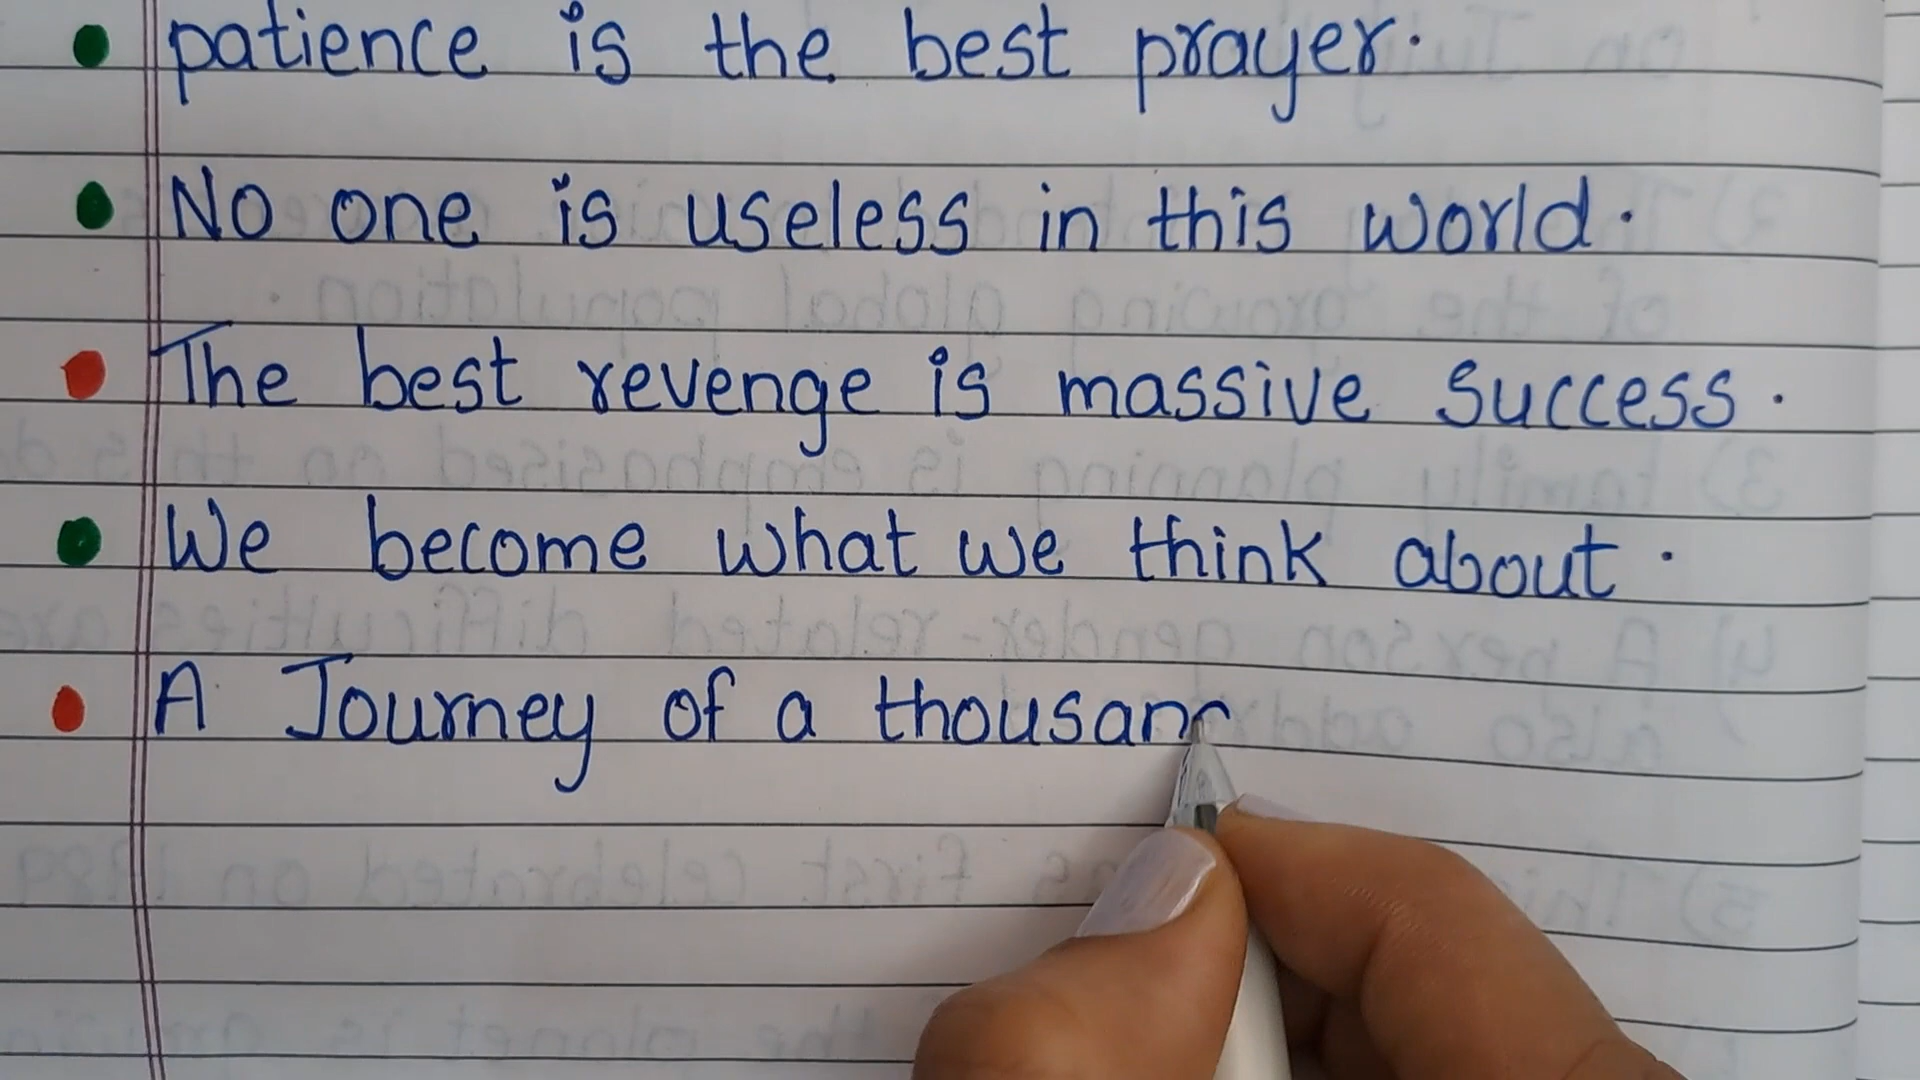 patience is the best prayer.
No one is useless in this world.
The best revenge is massive success.
We become what we think about.
A Journey of a thousan